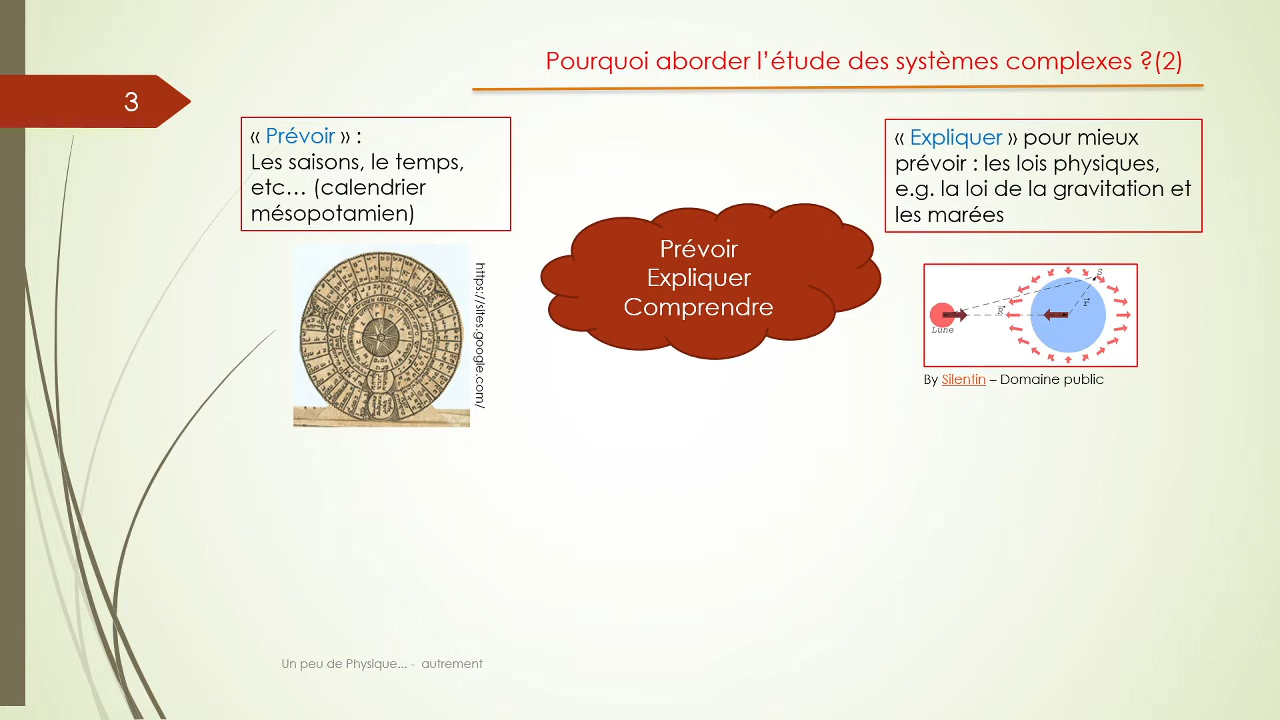 Pourquoi aborder l’étude des systèmes complexes ?(2)
3
« Prévoir » :
Les saisons, le temps,
etc… (calendrier
mésopotamien)
https://sites.google.com/
Prévoir
Expliquer
Comprendre
« Expliquer » pour mieux
prévoir : les lois physiques,
e.g. la loi de la gravitation et
les marées
S
r
R
Lune
By Silentin – Domaine public
Un peu de Physique... - autrement